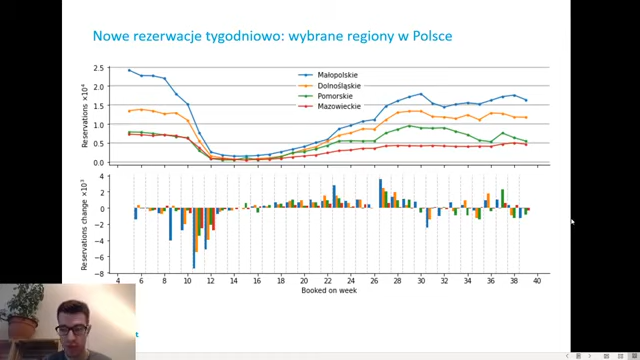 Nowe rezerwacje tygodniowo: wybrane regiony w Polsce
2.5
2.0
1.5
1.0
0.5
0.0
Reservations ×10⁴
Małopolskie
Dolnośląskie
Pomorskie
Mazowieckie
4
2
0
−2
−4
−6
−8
Reservations change ×10³
4 6 8 10 12 14 16 18 20 22 24 26 28 30 32 34 36 38 40
Booked on week